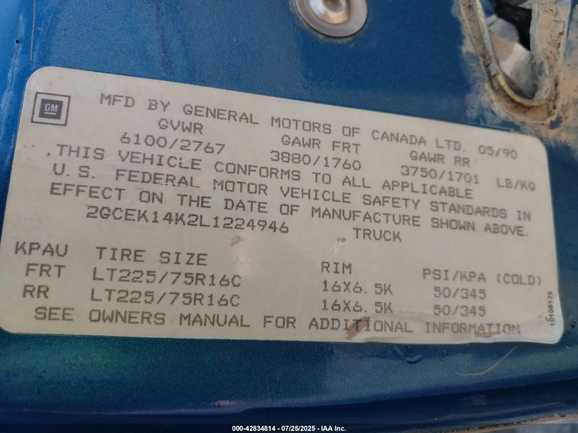 GM
MFD BY GENERAL MOTORS OF CANADA LTD. 05/90
GVWR GAWR FRT GAWR RR
6100/2767 3880/1760 3750/1701 LB/KG
.THIS VEHICLE CONFORMS TO ALL APPLICABLE
U.S. FEDERAL MOTOR VEHICLE SAFETY STANDARDS IN
EFFECT ON THE DATE OF MANUFACTURE SHOWN ABOVE.
2GCEK14K2L1224946 TRUCK
KPAU TIRE SIZE RIM PSI/KPA (COLD)
FRT LT225/75R16C 16X6.5K 50/345
RR LT225/75R16C 16X6.5K 50/345
SEE OWNERS MANUAL FOR ADDITIONAL INFORMATION
000-42834814 - 07/25/2025 - IAA Inc.